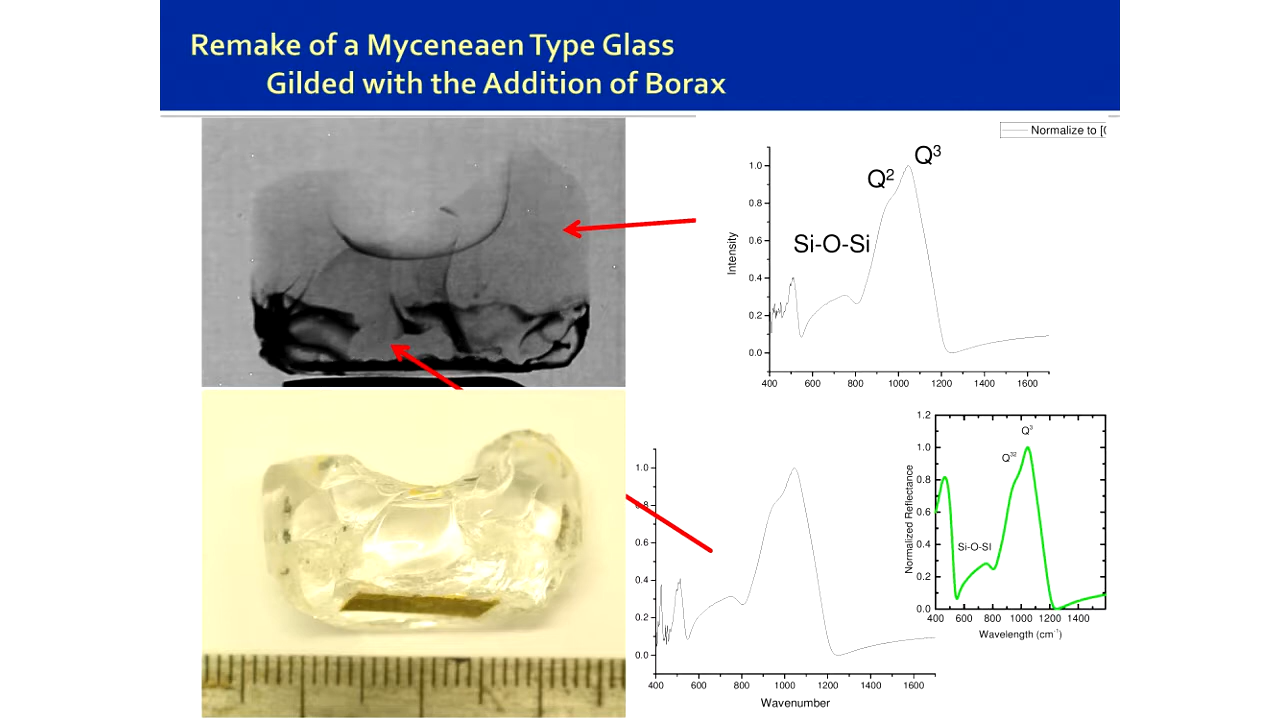 Remake of a Myceneaen Type Glass
Gilded with the Addition of Borax
Normalize to [
Q³
Q²
Si-O-Si
Intensity
1.0
0.8
0.6
0.4
0.2
0.0
400 600 800 1000 1200 1400 1600
1.0
0.8
0.6
0.4
0.2
0.0
400 600 800 1000 1200 1400 1600
Wavenumber
1.2
1.0
0.8
0.6
0.4
0.2
0.0
Normalized Reflectance
Q³
Q³²
Si-O-SI
400 600 800 1000 1200 1400
Wavelength (cm⁻¹)